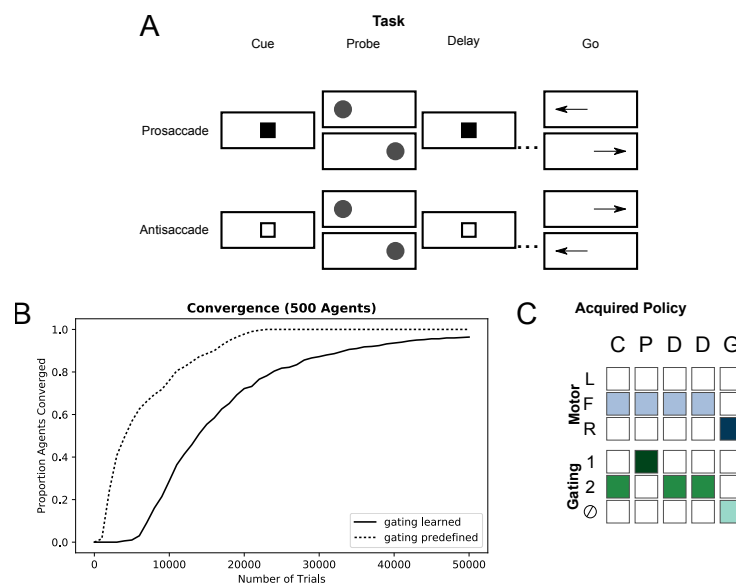 A
Task
Cue Probe Delay Go
Prosaccade
...
Antisaccade
...
B
Convergence (500 Agents)
Proportion Agents Converged
1.0
0.8
0.6
0.4
0.2
0.0
gating learned
gating predefined
0 10000 20000 30000 40000 50000
Number of Trials
C
Acquired Policy
C P D D G
Motor
L
F
R
Gating
1
2
∅